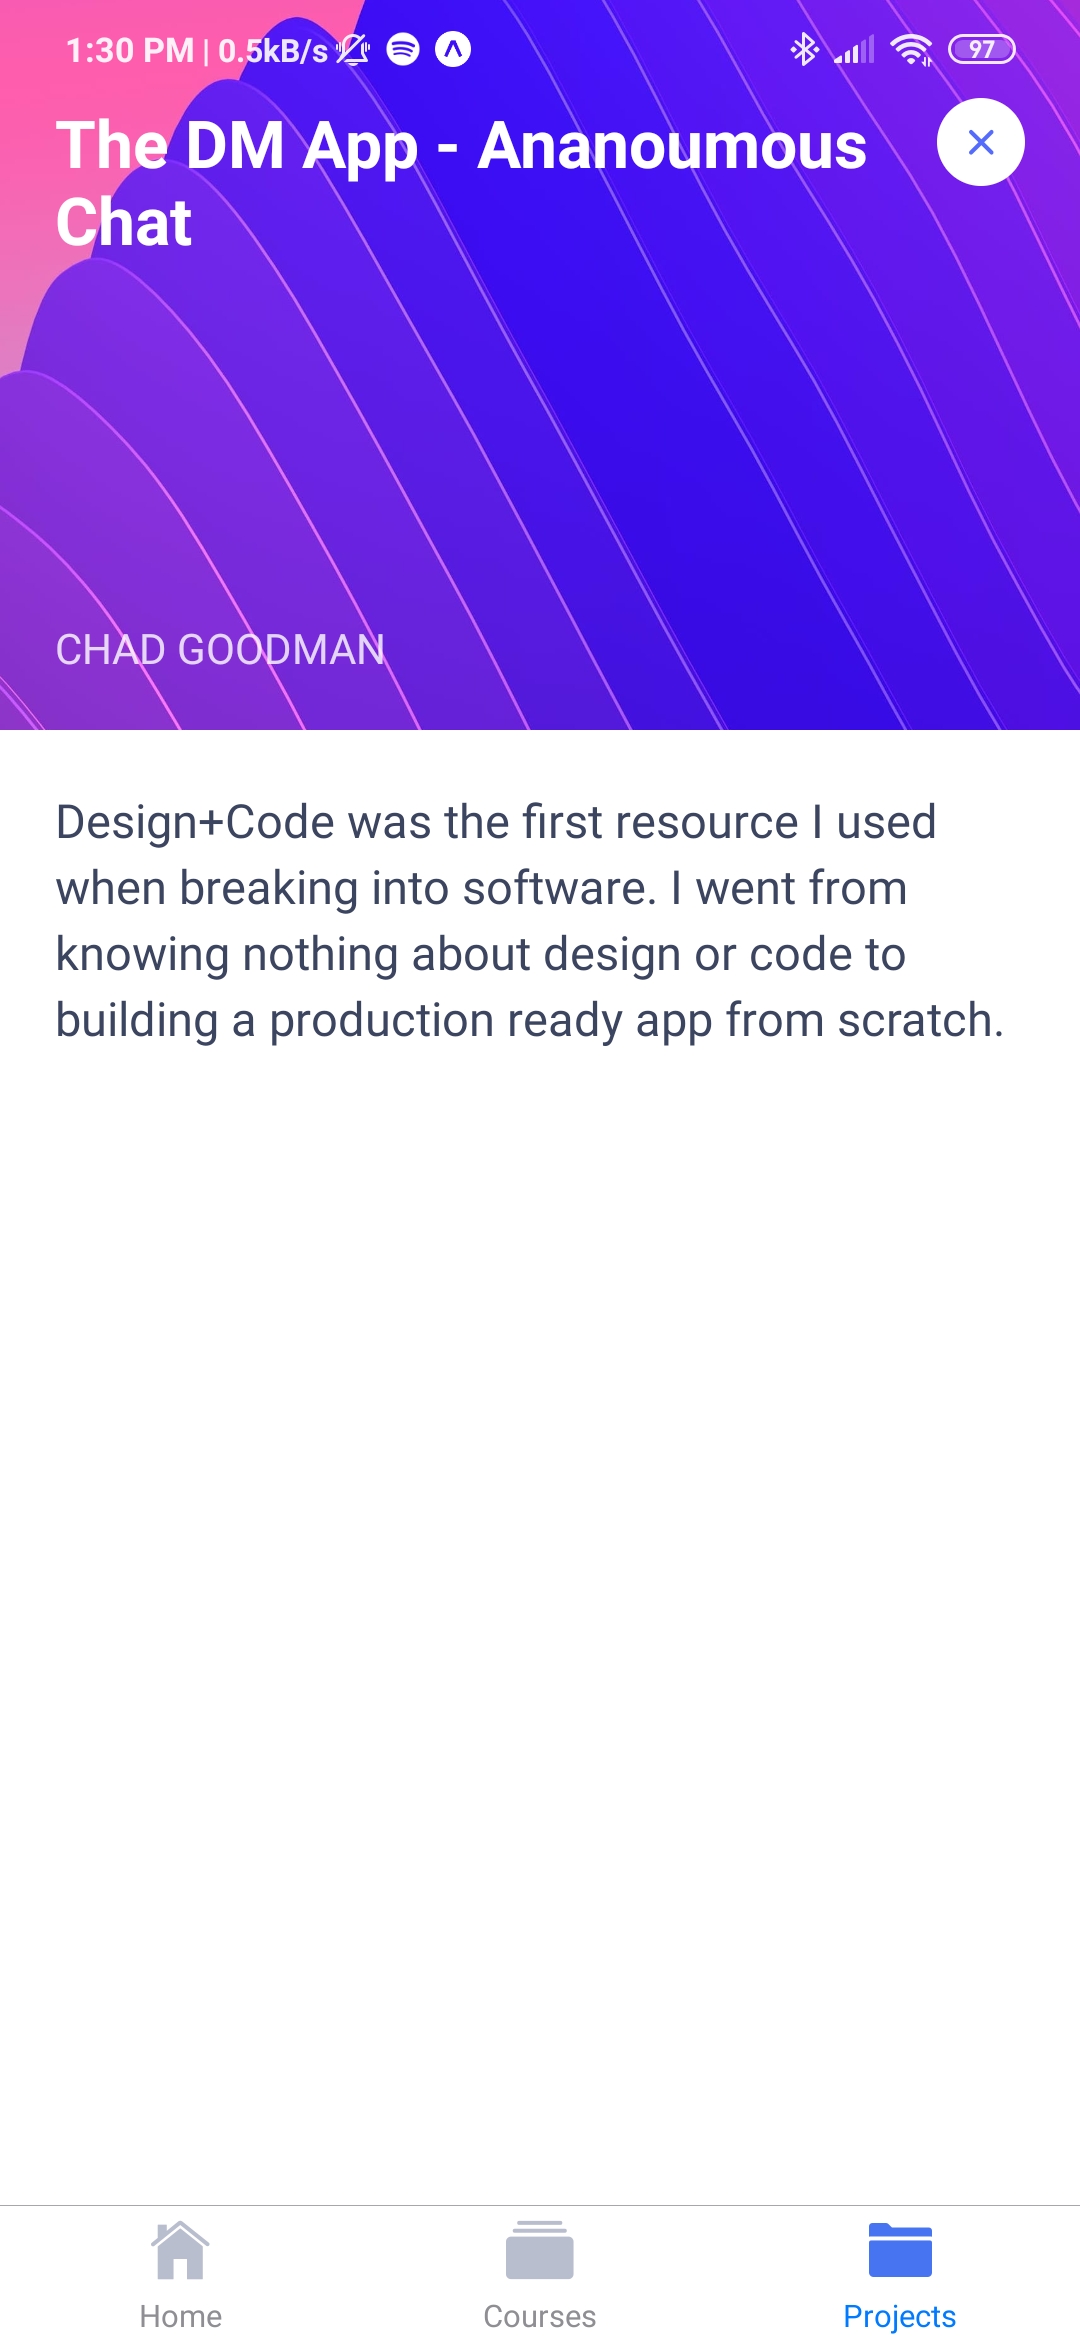 1:30 PM | 0.5kB/s 97
The DM App - Ananoumous
Chat
CHAD GOODMAN
Design+Code was the first resource I used
when breaking into software. I went from
knowing nothing about design or code to
building a production ready app from scratch.
Home Courses Projects